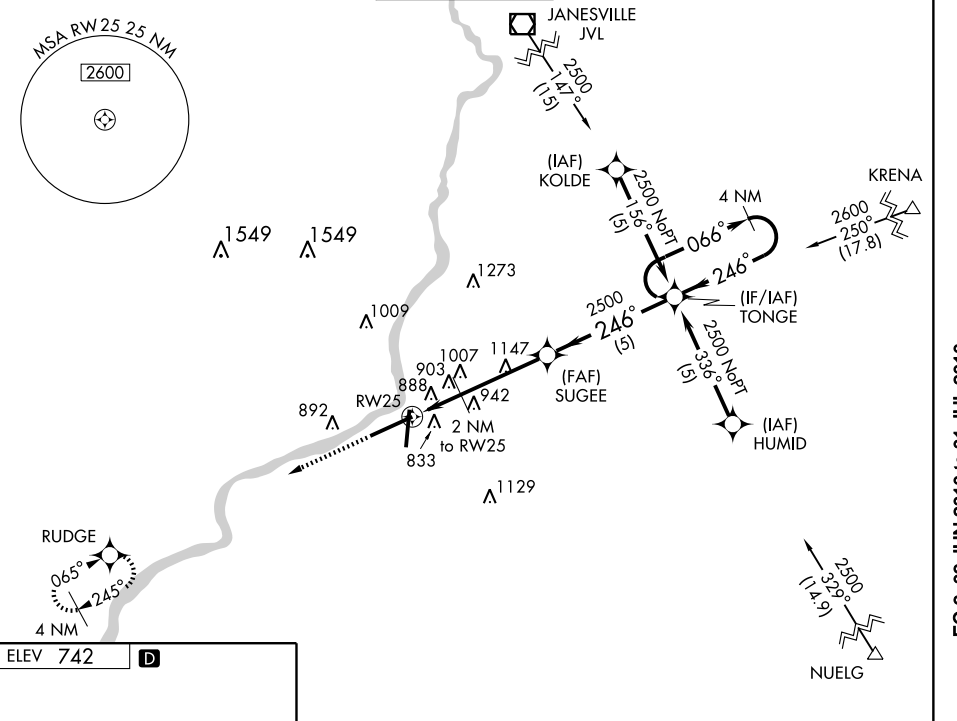 MSA RW 25 25 NM
2600
JANESVILLE
JVL
2500
147°
(15)
(IAF)
KOLDE
2500 NoPT
156°
(5)
4 NM
KRENA
2600
250°
(17.8)
066°
246°
(IF/IAF)
TONGE
1549
1549
1273
1009
2500
246°
(5)
2500 NoPT
336°
(5)
1147
1007
903
888
(FAF)
SUGEE
RW25
942
892
2 NM
to RW25
833
(IAF)
HUMID
1129
RUDGE
065°
245°
4 NM
2500
329°
(14.9)
NUELG
ELEV 742
D